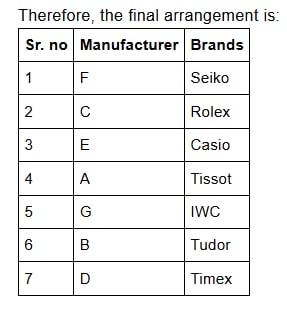 Therefore, the final arrangement is:
Sr. no Manufacturer Brands
1 F Seiko
2 C Rolex
3 E Casio
4 A Tissot
5 G IWC
6 B Tudor
7 D Timex